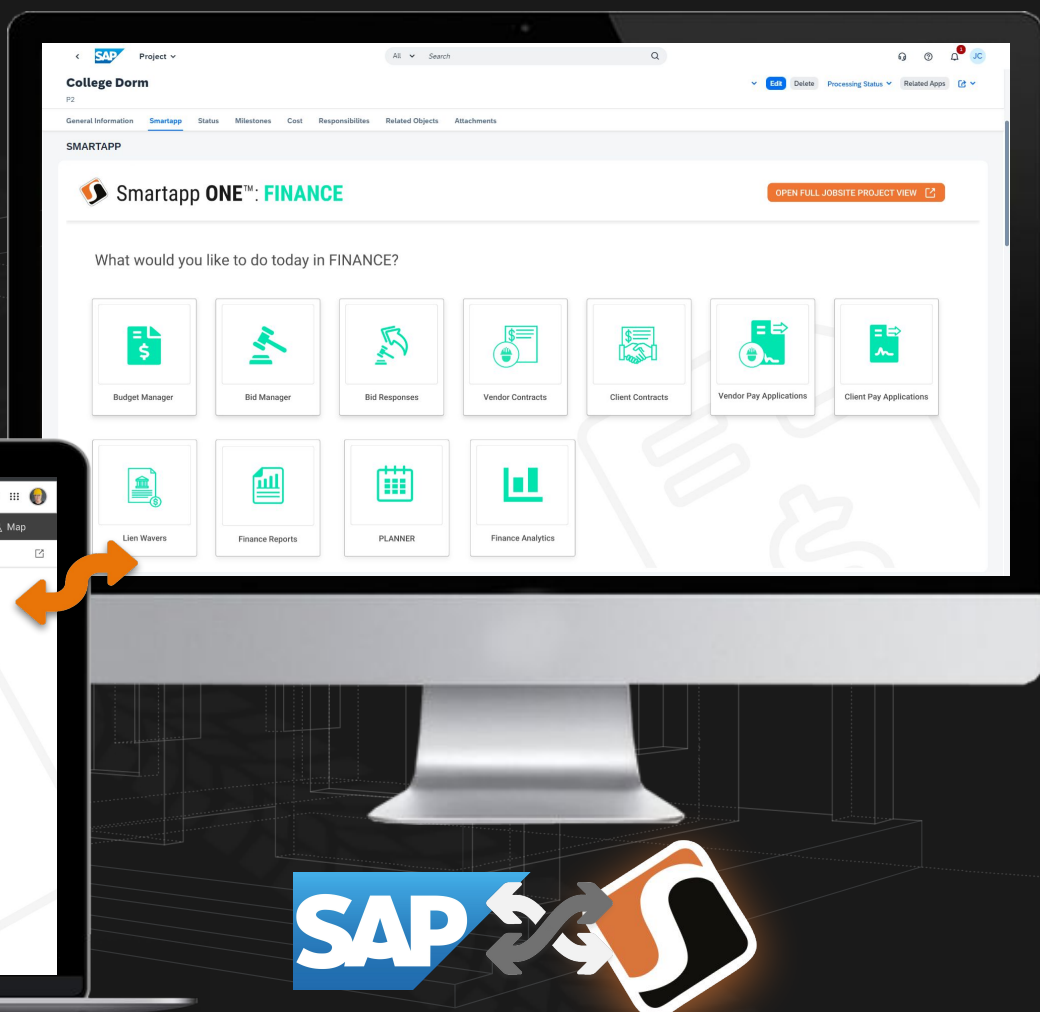 SAP Project All Search 1 JC
College Dorm Edit Delete Processing Status Related Apps
P2
General Information Smartapp Status Milestones Cost Responsibilites Related Objects Attachments
SMARTAPP
Smartapp ONE™: FINANCE OPEN FULL JOBSITE PROJECT VIEW
What would you like to do today in FINANCE?
Budget Manager Bid Manager Bid Responses Vendor Contracts Client Contracts Vendor Pay Applications Client Pay Applications
Lien Wavers Finance Reports PLANNER Finance Analytics
Map
SAP